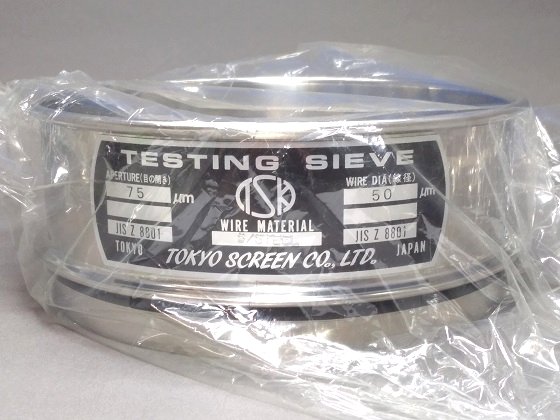 TESTING SIEVE
APERTURE(目の開き)
75 μm
JIS Z 8801
TOKYO
TSK
WIRE MATERIAL
WIRE DIA(線径)
50 μm
JIS Z 8801
JAPAN
TOKYO SCREEN CO., LTD.